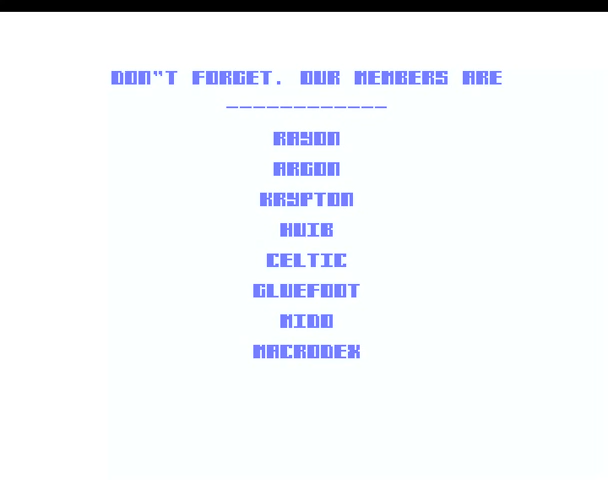 DON"T FORGET. OUR MEMBERS ARE
------------
RAYON
ARGON
KRYPTON
HUIB
CELTIC
GLUEFOOT
MIDO
MACRODEX